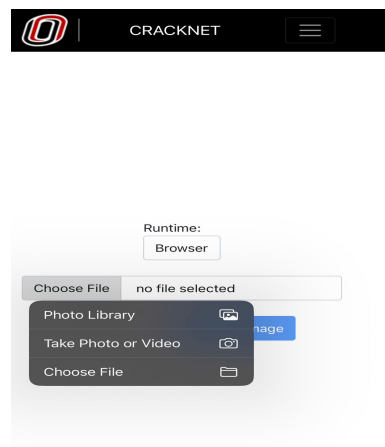 CRACKNET
Runtime:
Browser
Choose File no file selected
Photo Library
Take Photo or Video
Choose File